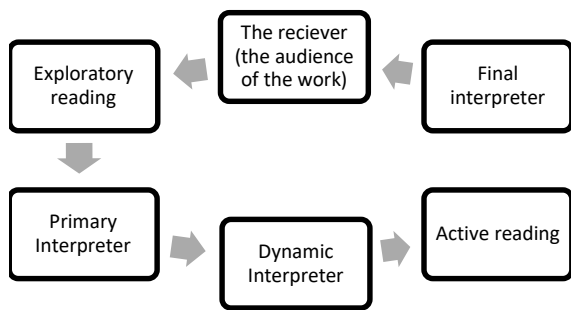 The reciever
(the audience
of the work)
Exploratory
reading
Final
interpreter
Primary
Interpreter
Dynamic
Interpreter
Active reading